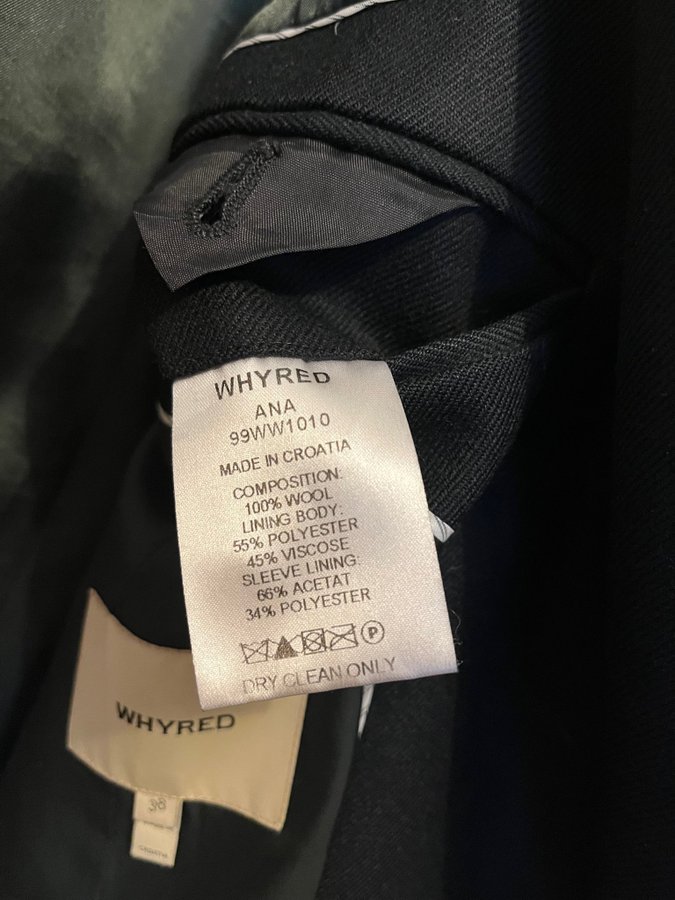 WHYRED
ANA
99WW1010
MADE IN CROATIA
COMPOSITION:
100% WOOL
LINING BODY:
55% POLYESTER
45% VISCOSE
SLEEVE LINING:
66% ACETAT
34% POLYESTER
P
DRY CLEAN ONLY
WHYRED
38